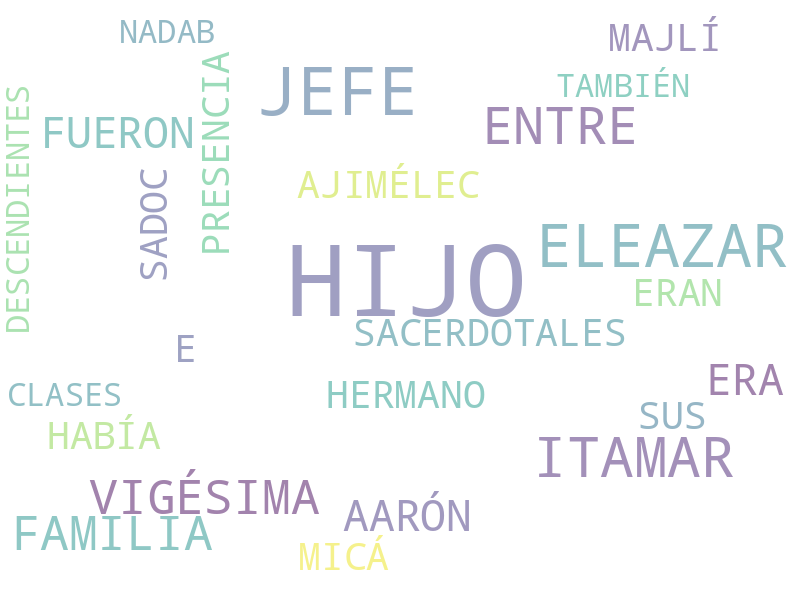 NADAB
MAJLÍ
JEFE
TAMBIÉN
FUERON
PRESENCIA
ENTRE
DESCENDIENTES
SADOC
AJIMÉLEC
ELEAZAR
HIJO
ERAN
SACERDOTALES
E
ERA
CLASES
HERMANO
SUS
HABÍA
ITAMAR
VIGÉSIMA
AARÓN
FAMILIA
MICÁ